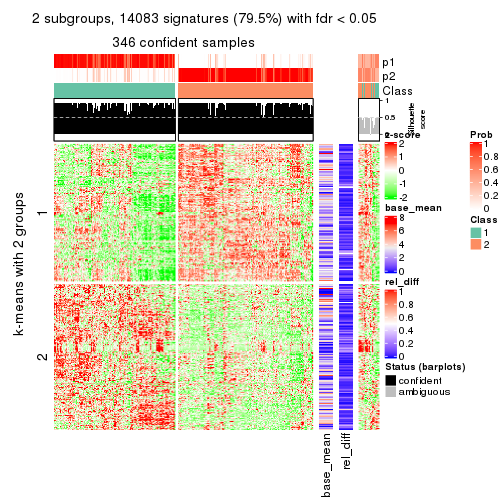 2 subgroups, 14083 signatures (79.5%) with fdr < 0.05
346 confident samples
p1
p2
Class
1
0.5
0
Silhouette
score
k-means with 2 groups
1
2
base_mean
rel_diff
z-score
2
1
0
-1
-2
base_mean
8
6
4
2
0
rel_diff
1
0.8
0.6
0.4
0.2
0
Status (barplots)
confident
ambiguous
Prob
1
0.8
0.6
0.4
0.2
0
Class
1
2